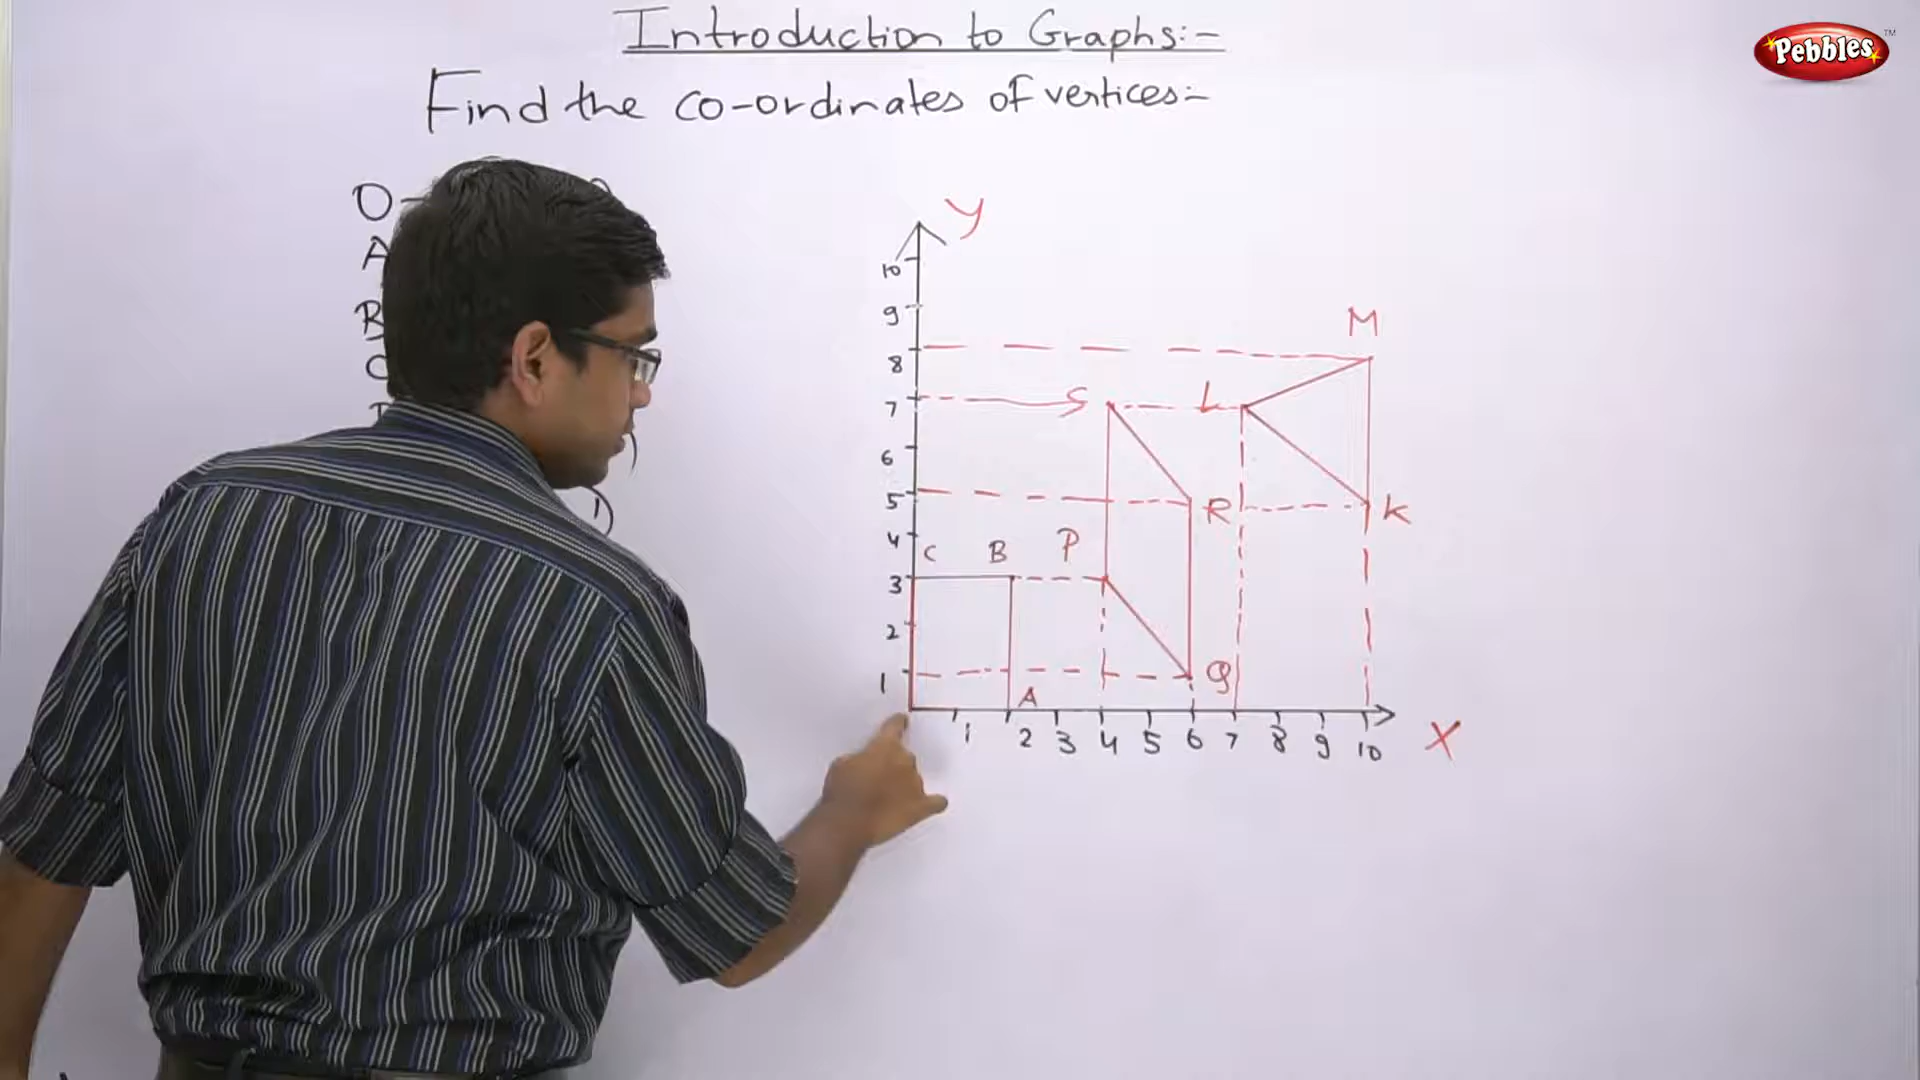 Introduction to Graphs:-
Pebbles™
Find the co-ordinates of vertices:-
O
A
B
C
Y
10
9
8
7
6
5
4
3
2
1
M
S
L
R
K
C B P
Q
A
1 2 3 4 5 6 7 8 9 10
X